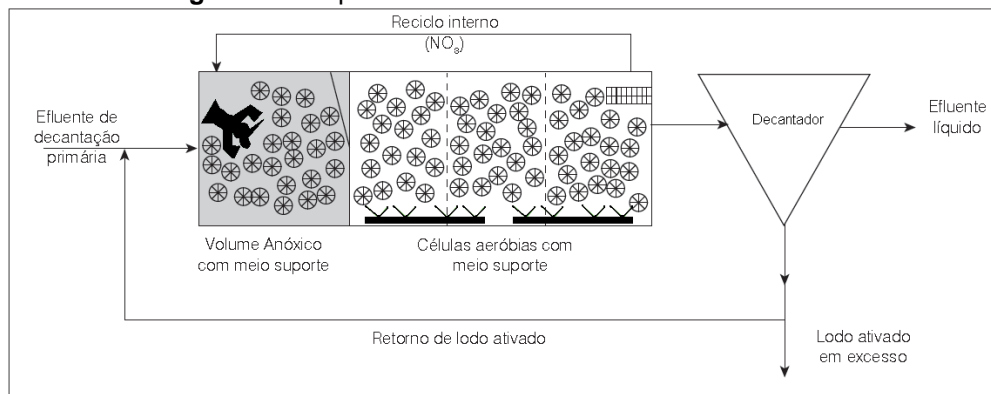 Reciclo interno
(NO₃)
Efluente de
decantação
primária
Decantador
Efluente
líquido
Volume Anóxico
com meio suporte
Células aeróbias com
meio suporte
Retorno de lodo ativado
Lodo ativado
em excesso